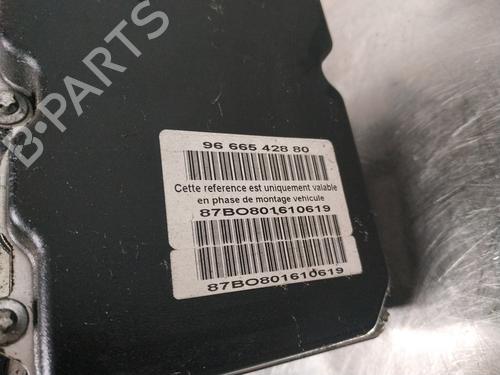 B-PARTS
96 665 428 80
Cette reference est uniquement valable
en phase de montage vehicule
87BO801610619
87BO801610619